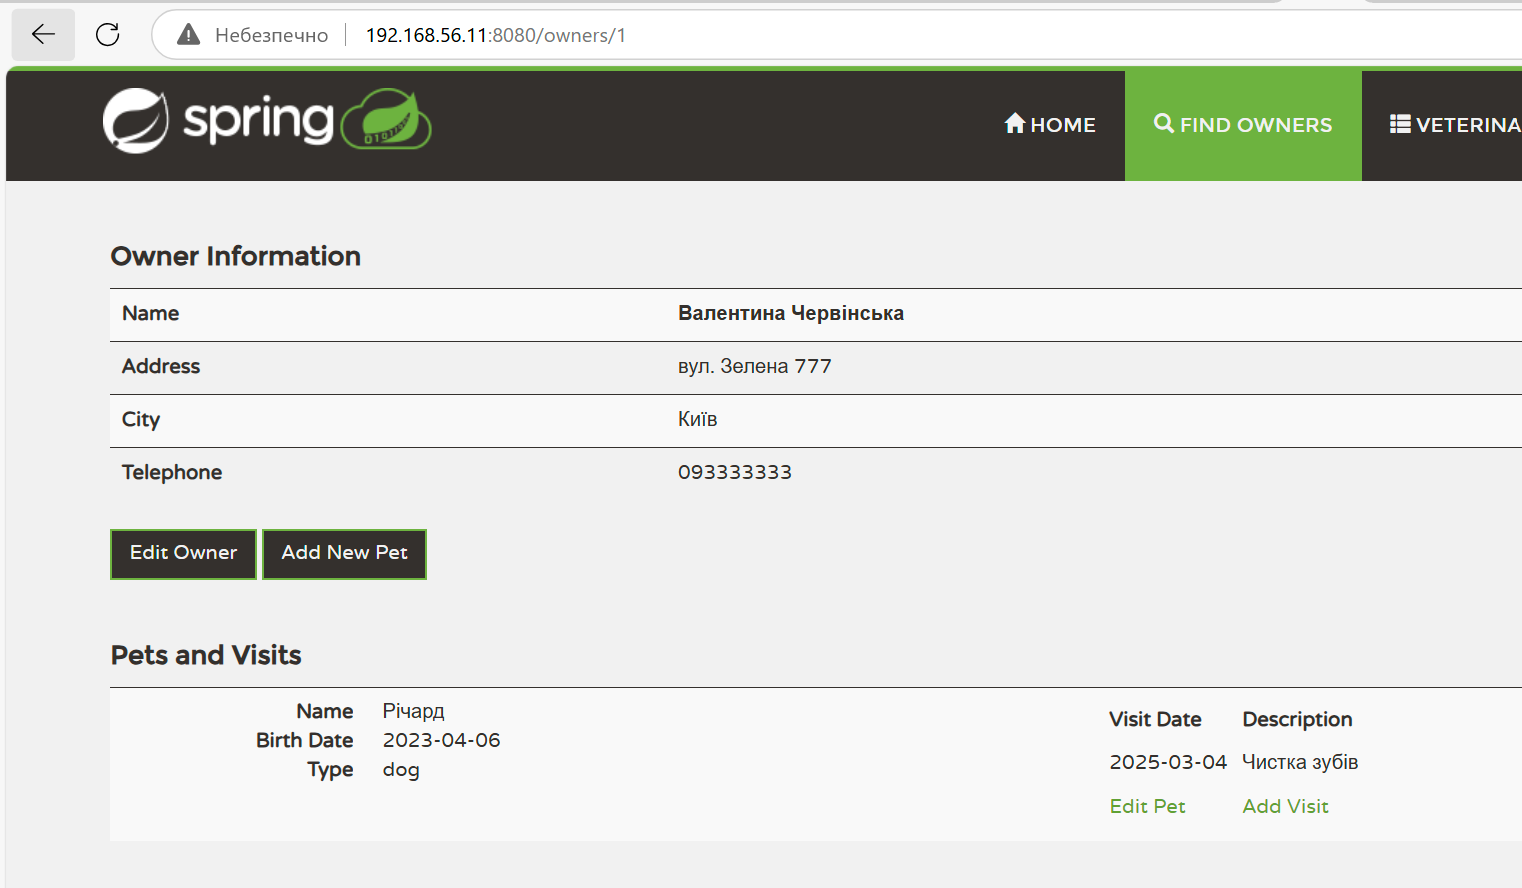 Небезпечно 192.168.56.11:8080/owners/1
spring HOME FIND OWNERS VETERINA
Owner Information
Name Валентина Червінська
Address вул. Зелена 777
City Київ
Telephone 093333333
Edit Owner Add New Pet
Pets and Visits
Name Річард
Birth Date 2023-04-06
Type dog
Visit Date Description
2025-03-04 Чистка зубів
Edit Pet Add Visit